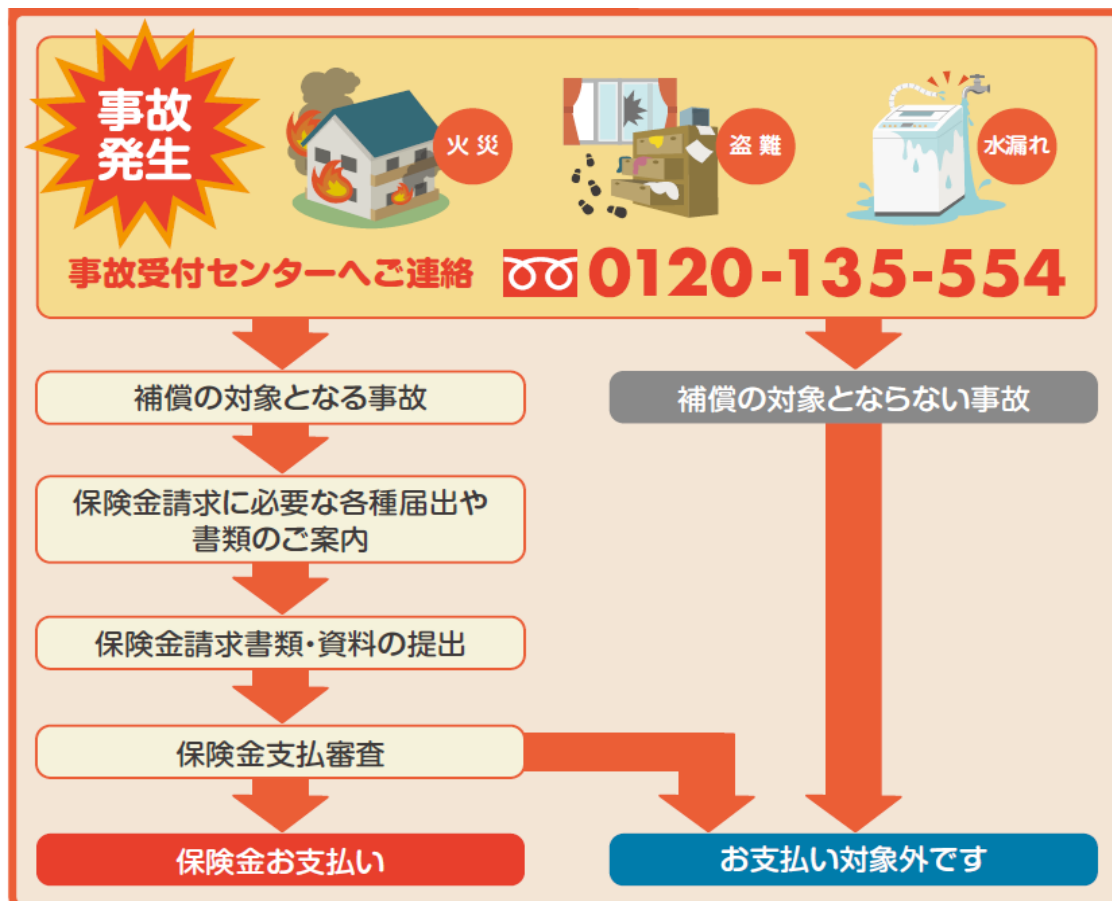 事故
発生
火災
盗難
水漏れ
事故受付センターへご連絡 0120-135-554
補償の対象となる事故
補償の対象とならない事故
保険金請求に必要な各種届出や
書類のご案内
保険金請求書類・資料の提出
保険金支払審査
保険金お支払い
お支払い対象外です